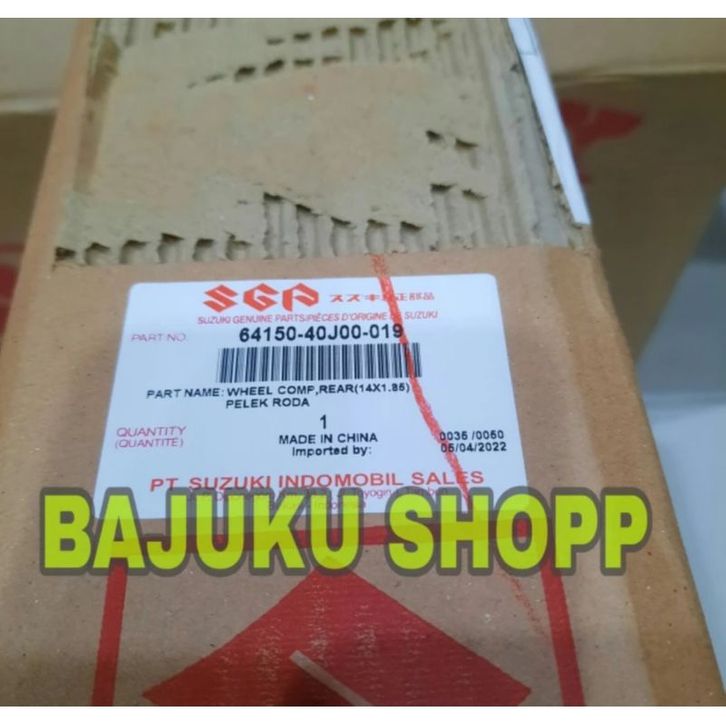 SGP スズキ純正部品
SUZUKI GENUINE PARTS/PIÈCES D'ORIGINE DE SUZUKI
PART NO. 64150-40J00-019
PART NAME: WHEEL COMP,REAR(14X1.85)
PELEK RODA
QUANTITY 1
(QUANTITÉ) MADE IN CHINA 0035 /0050
Imported by: 05/04/2022
PT. SUZUKI INDOMOBIL SALES
BAJUKU SHOPP